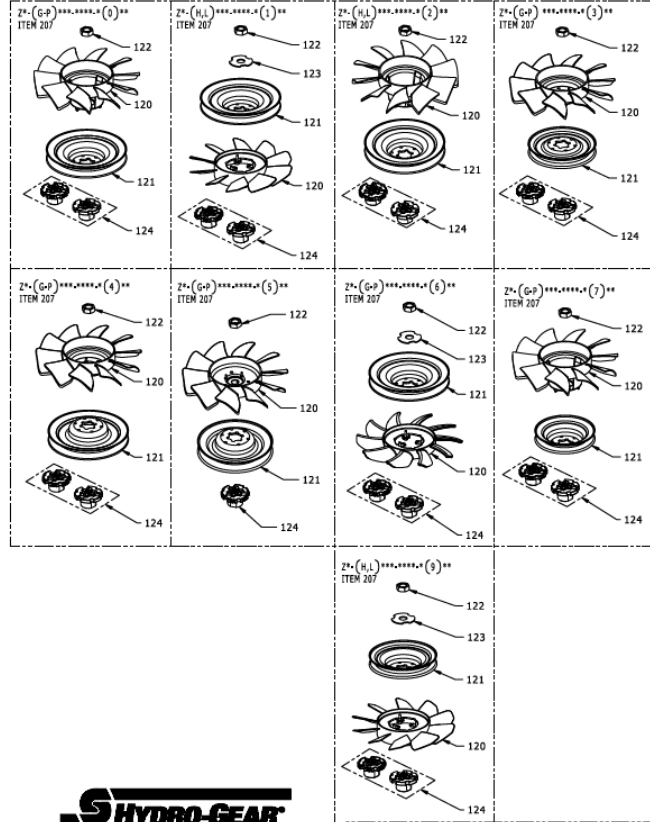 Z*-(G-P)***-****-*(0)**
ITEM 207
122
120
121
124
Z*-(H,L)***-****-*(1)**
ITEM 207
122
123
121
120
124
Z*-(H,L)***-****-*(2)**
ITEM 207
122
120
121
124
Z*-(G-P) ***-****-*(3)**
ITEM 207
122
120
121
124
Z*-(G-P)***-****-*(4)**
ITEM 207
122
120
121
124
Z*-(G-P)***-****-*(5)**
ITEM 207
122
120
121
124
Z*-(G-P)***-****-*(6)**
ITEM 207
122
123
121
120
124
Z*-(G-P)***-****-*(7)**
ITEM 207
122
120
121
124
Z*-(H,L)***-****-*(9)**
ITEM 207
122
123
121
120
124
HYDRO-GEAR